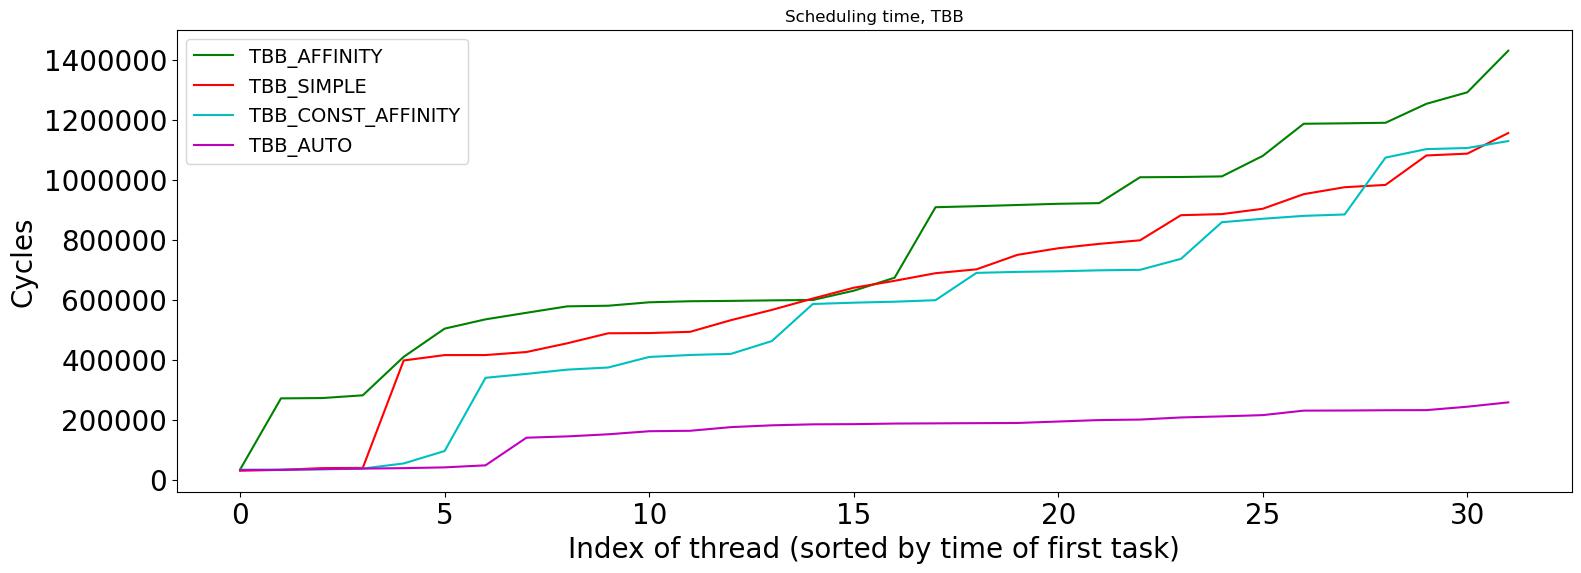 Scheduling time, TBB
TBB_AFFINITY
TBB_SIMPLE
TBB_CONST_AFFINITY
TBB_AUTO
1400000
1200000
1000000
800000
600000
400000
200000
0
Cycles
0 5 10 15 20 25 30
Index of thread (sorted by time of first task)